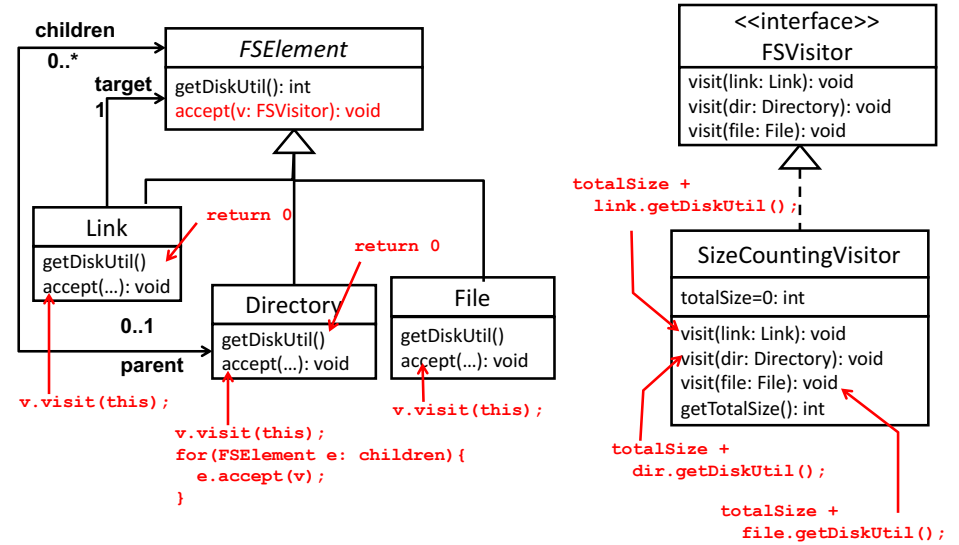 children
0..*
target
1
FSElement
getDiskUtil(): int
accept(v: FSVisitor): void
<<interface>>
FSVisitor
visit(link: Link): void
visit(dir: Directory): void
visit(file: File): void
Link
getDiskUtil()
accept(...): void
return 0
return 0
Directory
getDiskUtil()
accept(...): void
File
getDiskUtil()
accept(...): void
0..1
parent
v.visit(this);
v.visit(this);
for(FSElement e: children){
e.accept(v);
}
v.visit(this);
totalSize +
link.getDiskUtil();
SizeCountingVisitor
totalSize=0: int
visit(link: Link): void
visit(dir: Directory): void
visit(file: File): void
getTotalSize(): int
totalSize +
dir.getDiskUtil();
totalSize +
file.getDiskUtil();